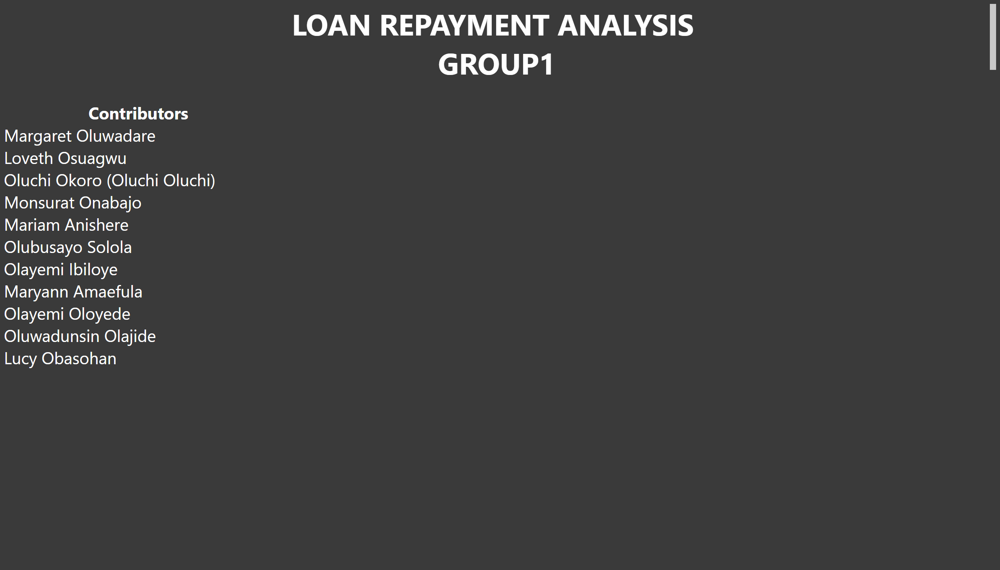 LOAN REPAYMENT ANALYSIS
GROUP1
Contributors
Margaret Oluwadare
Loveth Osuagwu
Oluchi Okoro (Oluchi Oluchi)
Monsurat Onabajo
Mariam Anishere
Olubusayo Solola
Olayemi Ibiloye
Maryann Amaefula
Olayemi Oloyede
Oluwadunsin Olajide
Lucy Obasohan